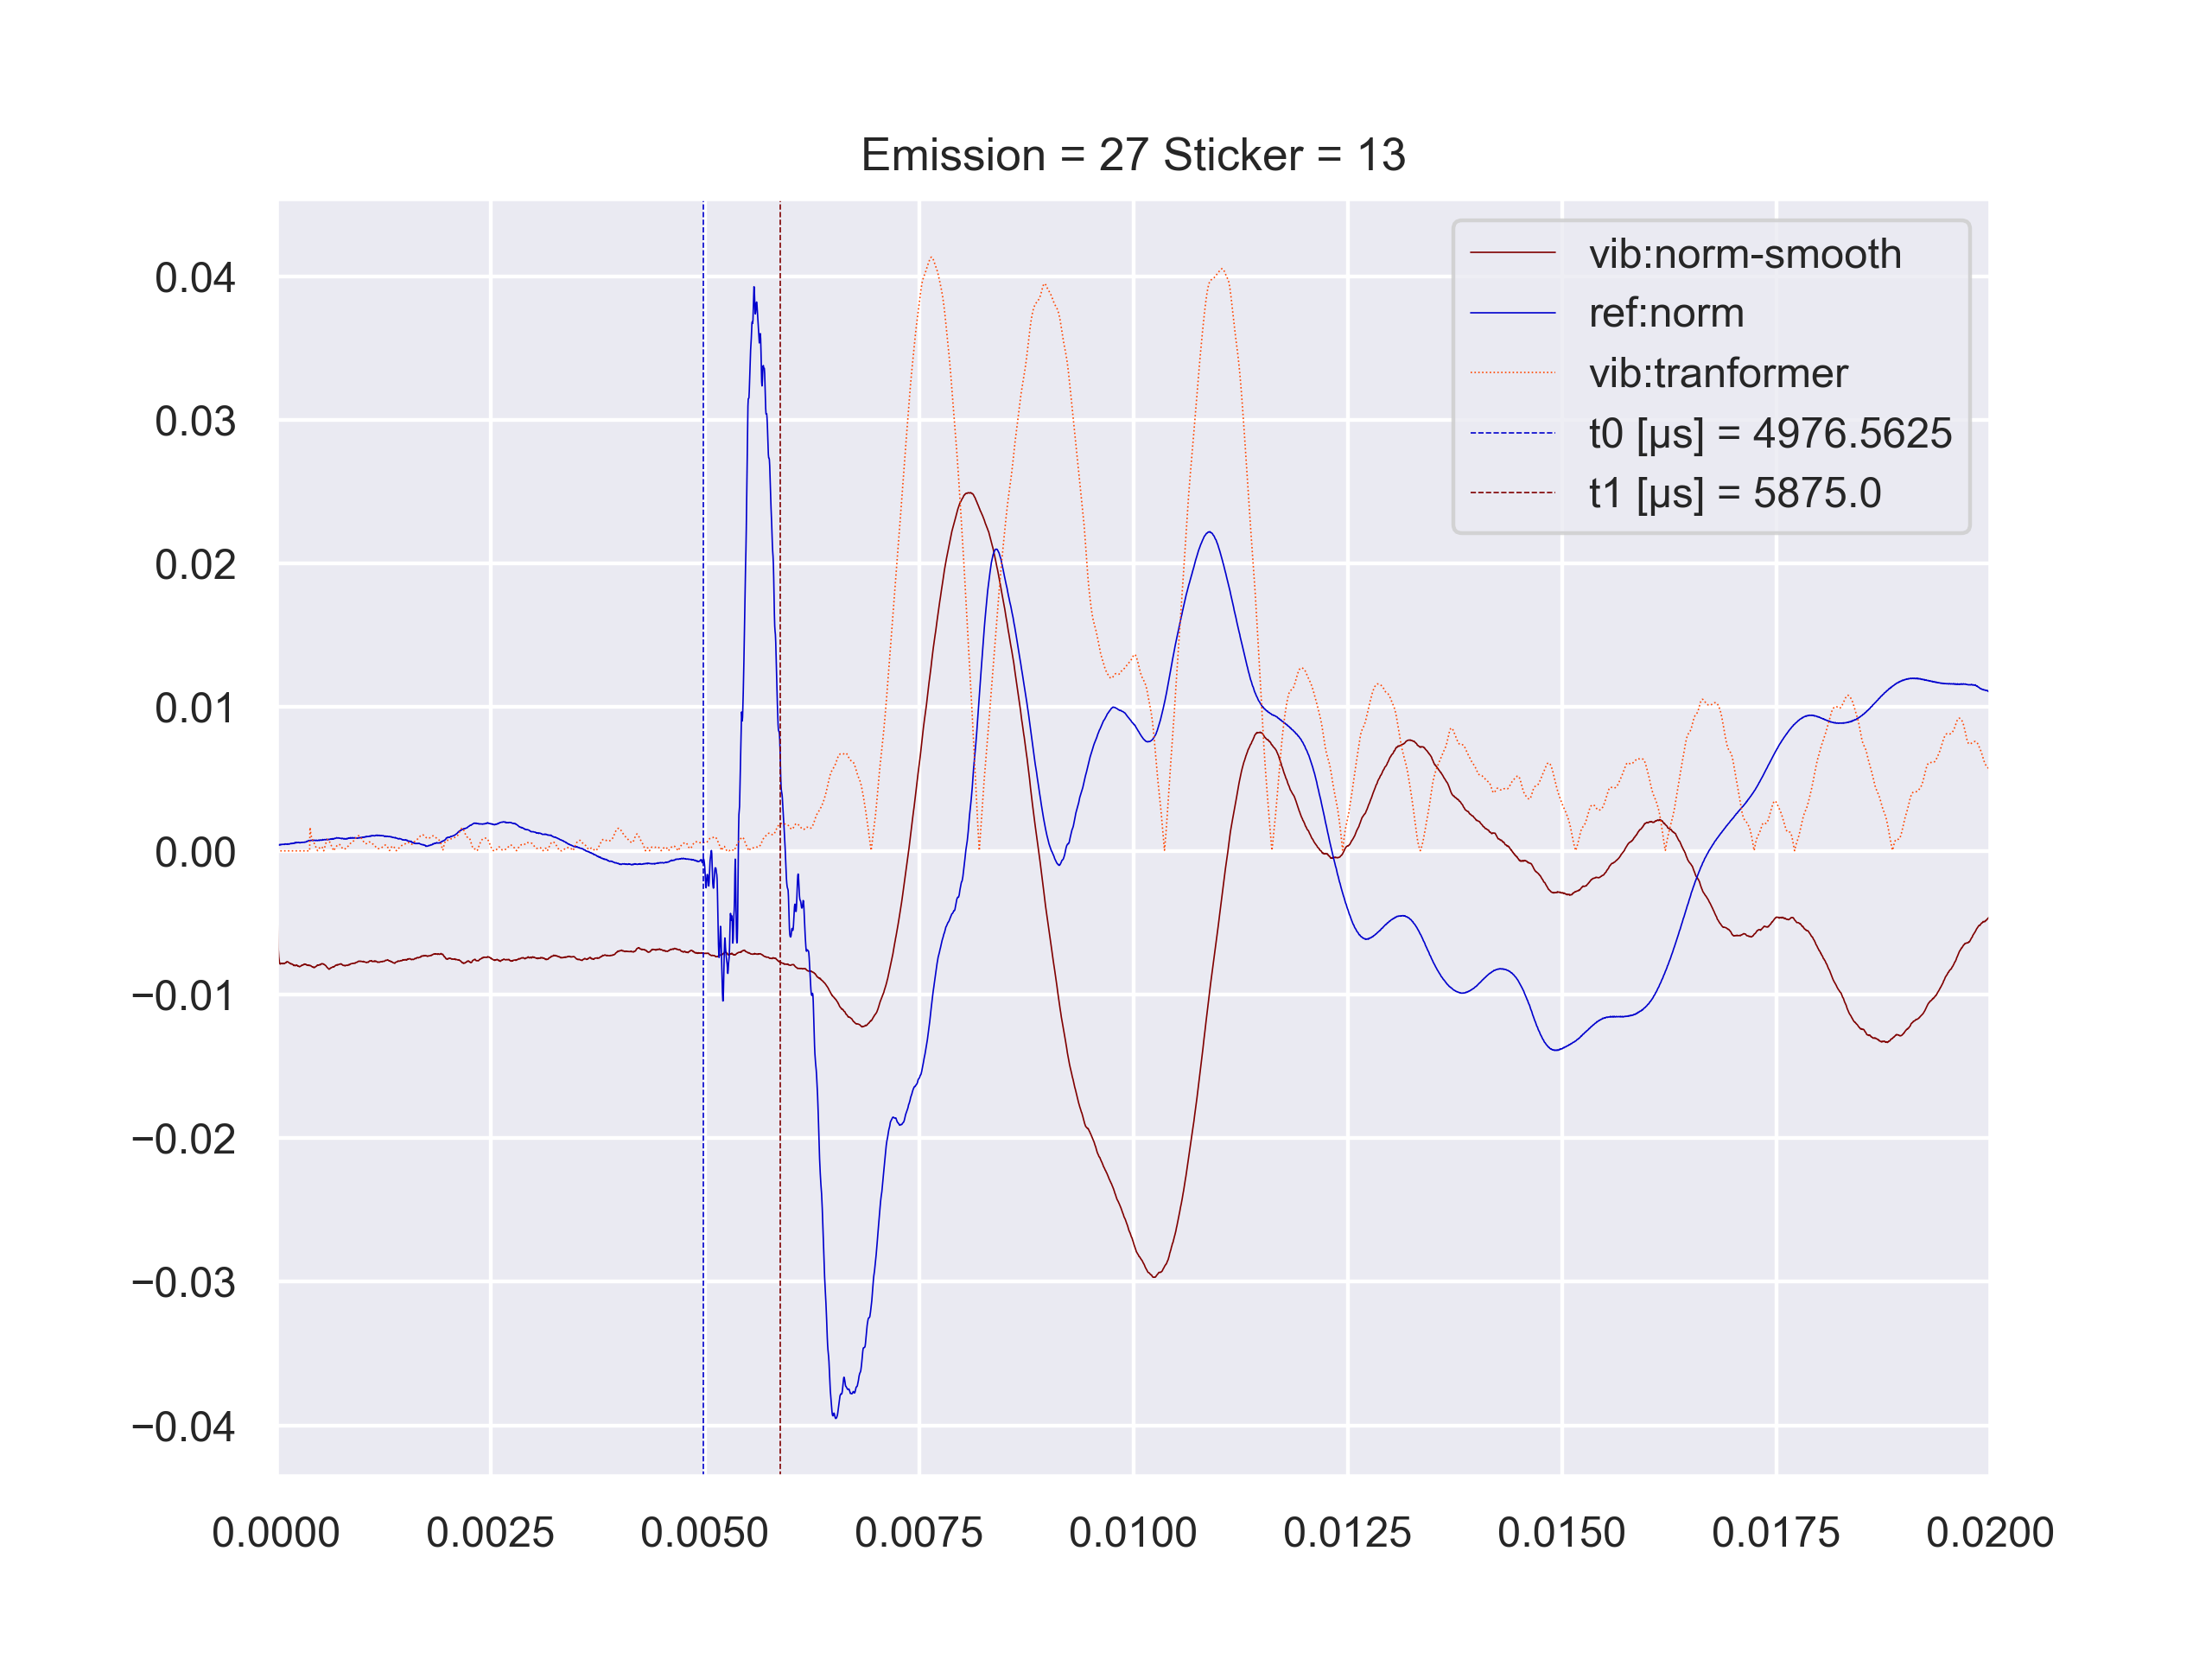 Emission = 27 Sticker = 13
vib:norm-smooth
ref:norm
vib:tranformer
t0 [µs] = 4976.5625
t1 [µs] = 5875.0
0.04
0.03
0.02
0.01
0.00
−0.01
−0.02
−0.03
−0.04
0.0000 0.0025 0.0050 0.0075 0.0100 0.0125 0.0150 0.0175 0.0200